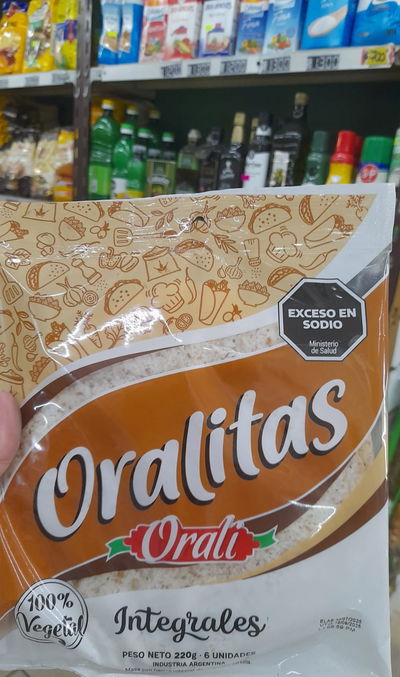 EXCESO EN
SODIO
Ministerio
de Salud
Oralitas
Orali
100%
Vegetal
Integrales
PESO NETO 220g - 6 UNIDADES
INDUSTRIA ARGENTINA